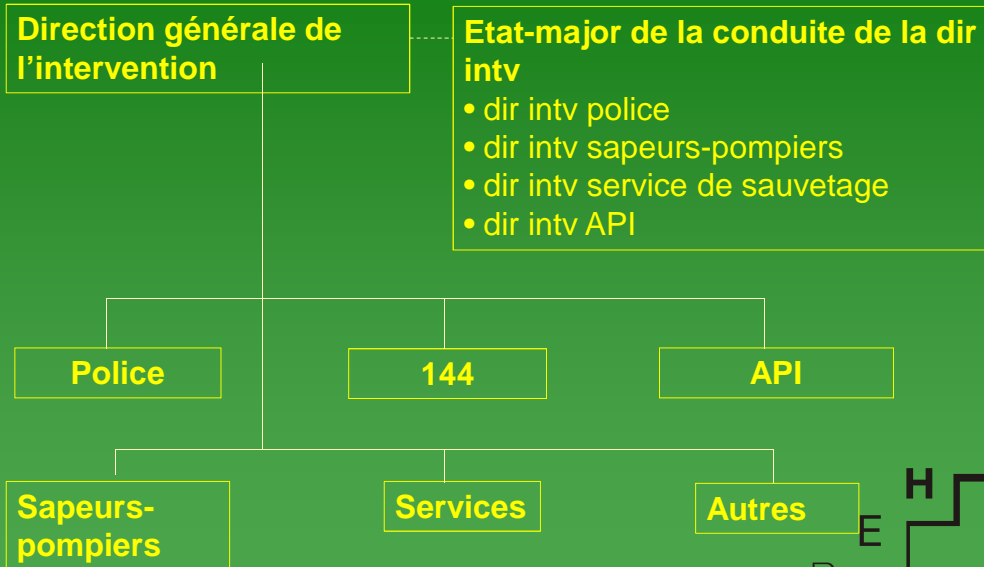 Direction générale de
l'intervention
Etat-major de la conduite de la dir
intv
• dir intv police
• dir intv sapeurs-pompiers
• dir intv service de sauvetage
• dir intv API
Police
144
API
Sapeurs-
pompiers
Services
Autres
H
E